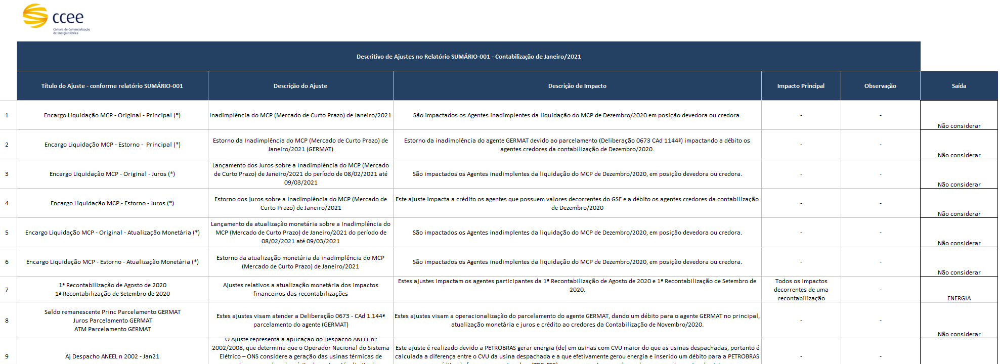 ccee
Câmara de Comercialização
de Energia Elétrica
Descritivo de Ajustes no Relatório SUMÁRIO-001 - Contabilização de Janeiro/2021
Título do Ajuste - conforme relatório SUMÁRIO-001
Descrição do Ajuste
Descrição de Impacto
Impacto Principal
Observação
Saída
1
Encargo Liquidação MCP - Original - Principal (*)
Inadimplência do MCP (Mercado de Curto Prazo) de Janeiro/2021
São impactados os Agentes inadimplentes da liquidação do MCP de Dezembro/2020 em posição devedora ou credora.
-
-
Não considerar
2
Encargo Liquidação MCP - Estorno - Principal (*)
Estorno da Inadimplência do MCP (Mercado de Curto Prazo) de
Janeiro/2021 (GERMAT)
Estorno da inadimplência do agente GERMAT devido ao parcelamento (Deliberação 0673 CAd 1144ª) impactando a débito os
agentes credores da contabilização de Dezembro/2020.
-
-
Não considerar
3
Encargo Liquidação MCP - Original - Juros (*)
Lançamento dos Juros sobre a Inadimplência do MCP (Mercado
de Curto Prazo) de Janeiro/2021 do período de 08/02/2021 até
09/03/2021
São impactados os Agentes inadimplentes da liquidação do MCP de Dezembro/2020, em posição devedora ou credora.
-
-
Não considerar
4
Encargo Liquidação MCP - Estorno - Juros (*)
Estorno dos juros sobre a inadimplência do MCP (Mercado de
Curto Prazo) de Janeiro/2021
Este ajuste impacta a crédito os agentes que possuem valores decorrentes do GSF e a débito os agentes credores da contabilização
de Dezembro/2020
-
-
Não considerar
5
Encargo Liquidação MCP - Original - Atualização Monetária (*)
Lançamento da atualização monetária sobre a Inadimplência do
MCP (Mercado de Curto Prazo) de Janeiro/2021 do período de
08/02/2021 até 09/03/2021
São impactados os Agentes inadimplentes da liquidação do MCP de Dezembro/2020, em posição devedora ou credora.
-
-
Não considerar
6
Encargo Liquidação MCP - Estorno - Atualização Monetária (*)
Estorno da atualização monetária da inadimplência do MCP
(Mercado de Curto Prazo) de Janeiro/2021
São impactados os Agentes inadimplentes da liquidação do MCP de Dezembro/2020, em posição devedora ou credora.
-
-
Não considerar
7
1ª Recontabilização de Agosto de 2020
1ª Recontabilização de Setembro de 2020
Ajustes relativos a atualização monetária dos impactos
financeiros das recontabilizações
Estes ajustes impactam os agentes participantes da 1ª Recontabilização de Agosto de 2020 e 1ª Recontabilização de Setembro de
2020.
Todos os impactos
decorrentes de uma
recontabilização
-
ENERGIA
8
Saldo remanescente Princ Parcelamento GERMAT
Juros Parcelamento GERMAT
ATM Parcelamento GERMAT
Estes ajustes visam atender a Deliberação 0673 - CAd 1.144ª
parcelamento do agente (GERMAT)
Estes ajustes visam a operacionalização do parcelamento do agente GERMAT, dando um débito para o agente GERMAT no principal,
atualização monetária e juros e crédito ao credores da Contabilização de Novembro/2020.
-
-
Não considerar
9
Aj Despacho ANEEL n 2002 - Jan21
O Ajuste representa a aplicação do Despacho ANEEL nº
2002/2008, que determina que o Operador Nacional do Sistema
Elétrico – ONS considere a geração das usinas térmicas de
Este ajuste é realizado devido a PETROBRAS gerar energia (de) em usinas com CVU maior do que as usinas despachadas, portanto é
calculada a diferença entre o CVU da usina despachada e a que efetivamente gerou energia e inserido um débito para a PETROBRAS
-
-